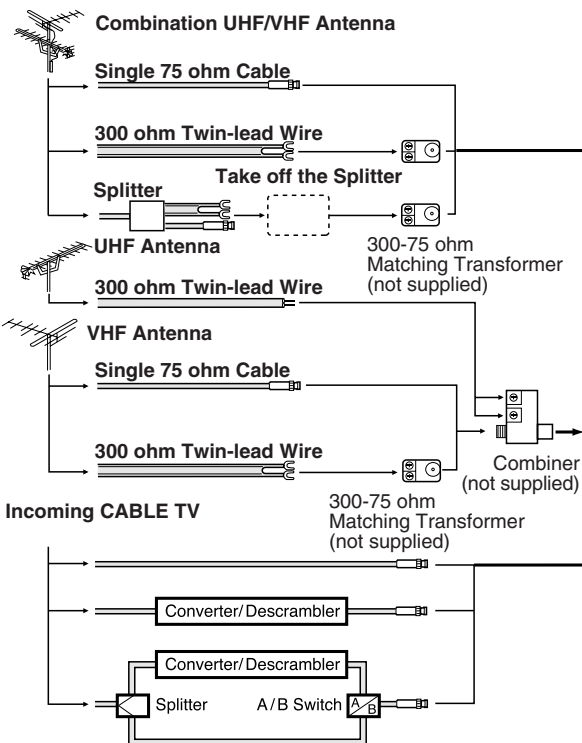 Combination UHF/VHF Antenna
Single 75 ohm Cable
300 ohm Twin-lead Wire
Take off the Splitter
Splitter
UHF Antenna
300-75 ohm
Matching Transformer
(not supplied)
300 ohm Twin-lead Wire
VHF Antenna
Single 75 ohm Cable
300 ohm Twin-lead Wire
Combiner
(not supplied)
300-75 ohm
Matching Transformer
(not supplied)
Incoming CABLE TV
Converter/Descrambler
Converter/Descrambler
Splitter
A/B Switch
A
B